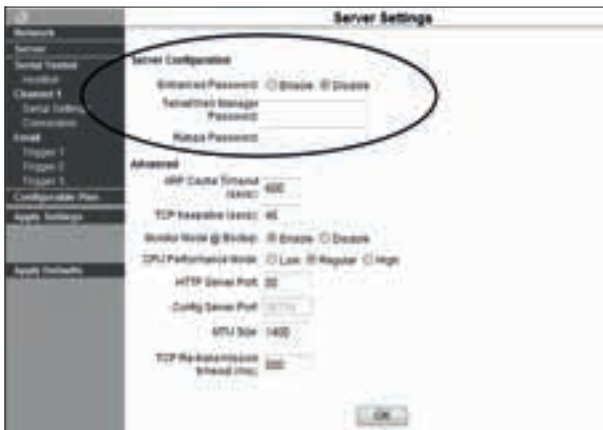 Server Settings
Network
Server
Serial Tunnel
Hostlist
Channel 1
Serial Settings
Connection
Email
Trigger 1
Trigger 2
Trigger 3
Configurable Pins
Apply Settings
Apply Defaults
Server Configuration
Enhanced Password: Enable Disable
Telnet/Web Manager
Password:
Advanced
ARP Cache Timeout
(secs): 600
TCP Keepalive (secs): 45
Monitor Mode @ Bootup: Enable Disable
CPU Performance Mode: Low Regular High
HTTP Server Port: 80
Config Server Port:
MTU Size: 1400
TCP Re-transmission
timeout (ms): 500
OK